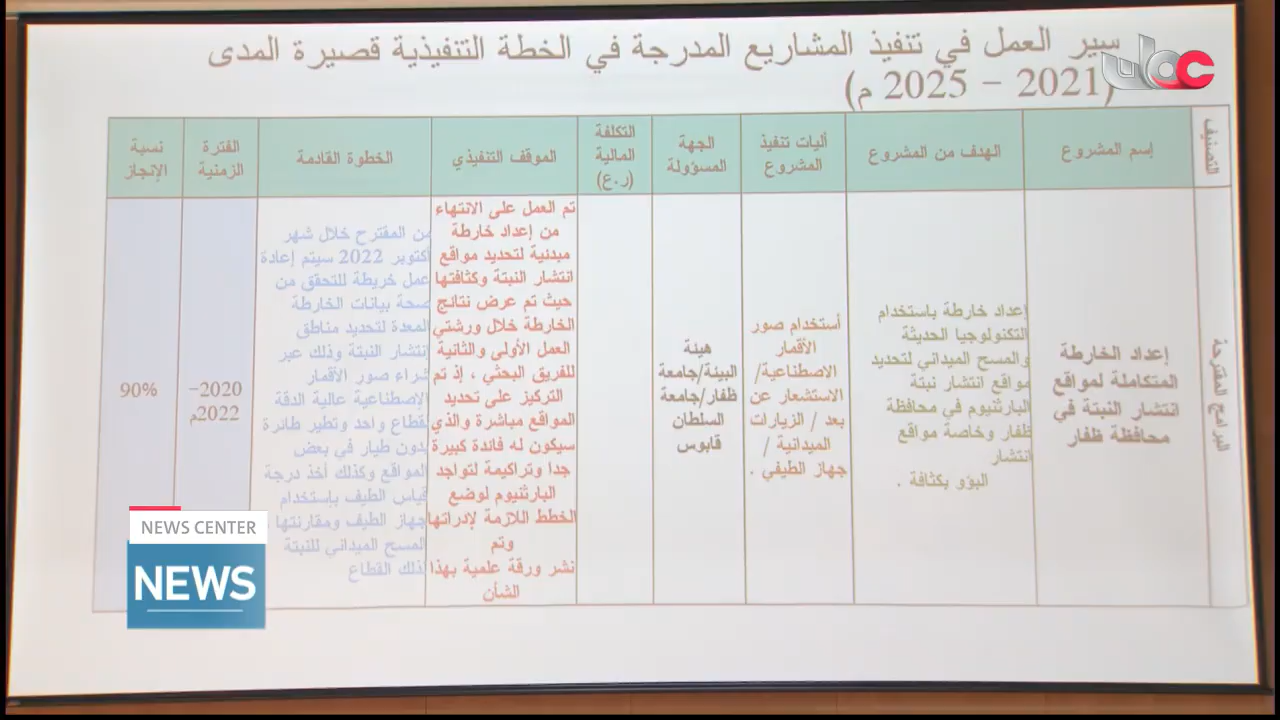 سير العمل في تنفيذ المشاريع المدرجة في الخطة التنفيذية قصيرة المدى
(2021 – 2025 م)
التصنيف
إسم المشروع
الهدف من المشروع
أليات تنفيذ
المشروع
الجهة
المسؤولة
التكلفة
المالية
(ر.ع)
الموقف التنفيذي
الخطوة القادمة
الفترة
الزمنية
نسبة
الإنجاز
البرامج المقترحة
إعداد الخارطة
المتكاملة لمواقع
انتشار النبتة في
محافظة ظفار
إعداد خارطة باستخدام
التكنولوجيا الحديثة
والمسح الميداني لتحديد
مواقع انتشار نبتة
البارثنيوم في محافظة
ظفار وخاصة مواقع
انتشار
البؤو بكثافة .
أستخدام صور
الأقمار
الاصطناعية/
الاستشعار عن
بعد / الزيارات
الميدانية /
جهاز الطيفي .
هيئة
البيئة/جامعة
ظفار/جامعة
السلطان
قابوس
تم العمل على الانتهاء
من إعداد خارطة
مبدئية لتحديد مواقع
انتشار النبتة وكثافتها
حيث تم عرض نتائج
الخارطة خلال ورشتي
العمل الأولى والثانية
للفريق البحثي ، إذ تم
التركيز على تحديد
المواقع مباشرة والذي
سيكون له فائدة كبيرة
جدا وتراكيمة لتواجد
البارثنيوم لوضع
الخطط اللازمة لإدراتها
وتم
نشر ورقة علمية بهذا
الشأن
من المقترح خلال شهر
أكتوبر 2022 سيتم إعادة
عمل خريطة للتحقق من
صحة بيانات الخارطة
المعدة لتحديد مناطق
إنتشار النبتة وذلك عبر
شراء صور الأقمار
الإصطناعية عالية الدقة
لقطاع واحد وتطير طائرة
بدون طيار في بعض
المواقع وكذلك أخذ درجة
قياس الطيف بإستخدام
جهاز الطيف ومقارنتها
المسح الميداني للنبتة
لذلك القطاع
2020–
2022م
90%
NEWS CENTER
NEWS